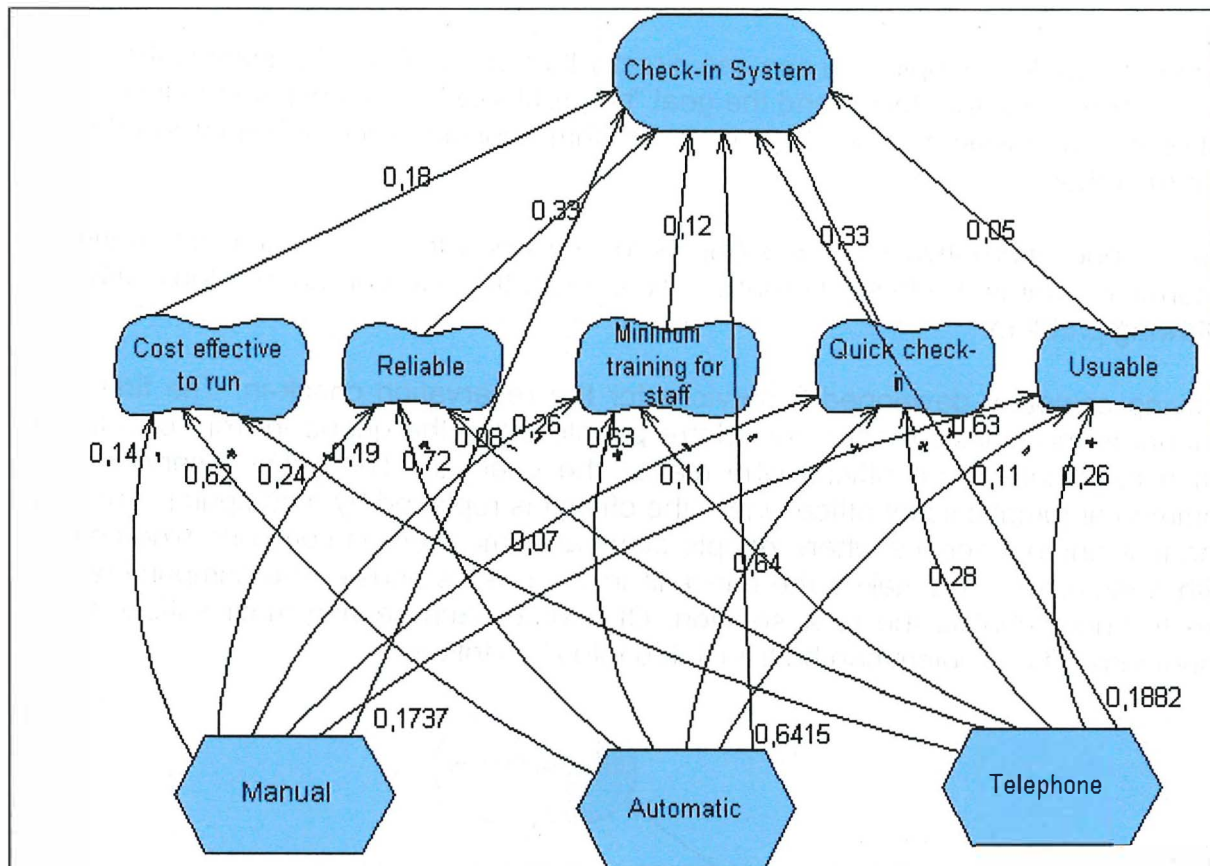 Check-in System
0,18
0,33
0,12
0,33
0,05
Cost effective
to run
Reliable
Minimum
training for
staff
Quick check-
in
Usuable
0,14
0,62
0,24
0,19
0,72
0,08
0,26
0,63
0,11
0,63
0,11
0,26
0,07
0,64
0,28
0,1737
0,6415
0,1882
Manual
Automatic
Telephone